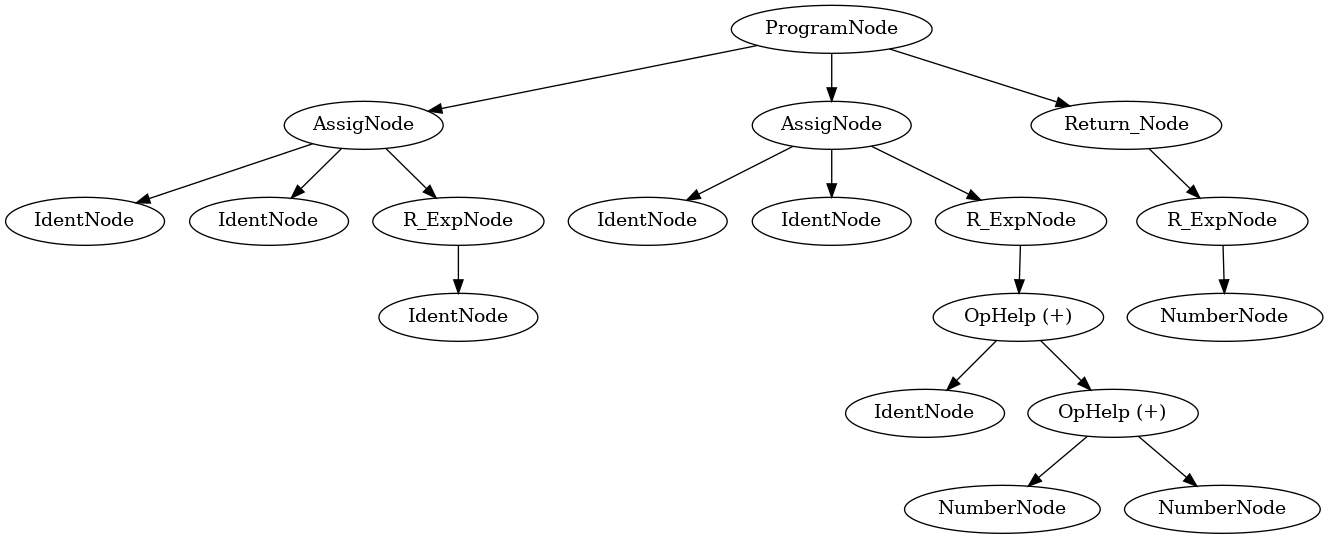 ProgramNode
AssigNode AssigNode Return_Node
IdentNode IdentNode R_ExpNode IdentNode IdentNode R_ExpNode R_ExpNode
IdentNode OpHelp (+) NumberNode
IdentNode OpHelp (+)
NumberNode NumberNode